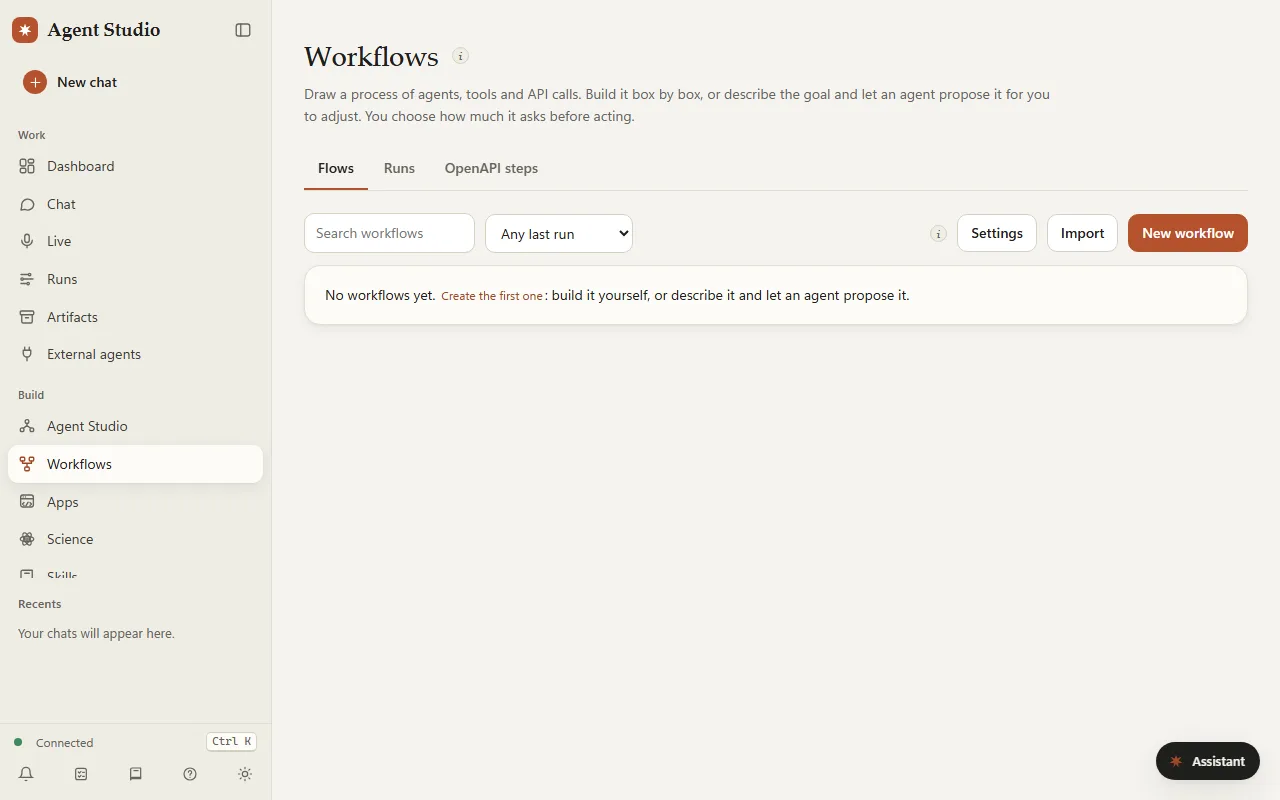 Agent Studio
New chat
Work
Dashboard
Chat
Live
Runs
Artifacts
External agents
Build
Agent Studio
Workflows
Apps
Science
Skills
Recents
Your chats will appear here.
Connected
Ctrl K
Workflows
Draw a process of agents, tools and API calls. Build it box by box, or describe the goal and let an agent propose it for you
to adjust. You choose how much it asks before acting.
Flows Runs OpenAPI steps
Search workflows Any last run Settings Import New workflow
No workflows yet. Create the first one: build it yourself, or describe it and let an agent propose it.
Assistant